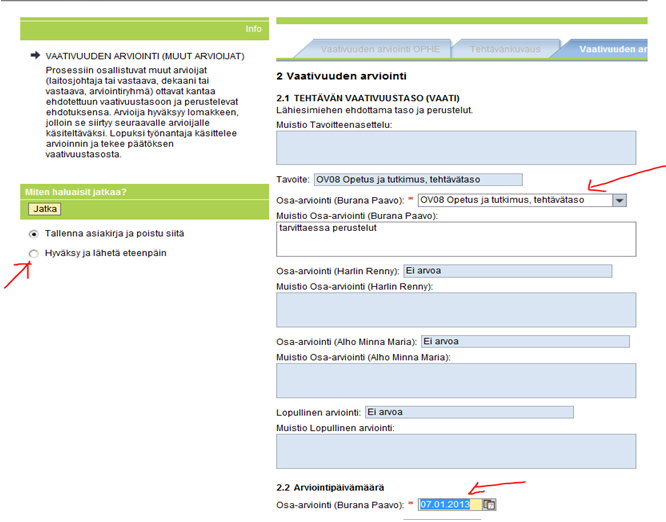 Info
VAATIVUUDEN ARVIOINTI (MUUT ARVIOIJAT)
Prosessiin osallistuvat muut arvioijat
(laitosjohtaja tai vastaava, dekaani tai
vastaava, arviointiryhmä) ottavat kantaa
ehdotettuun vaativuustasoon ja perustelevat
ehdotuksensa. Arvioija hyväksyy lomakkeen,
jolloin se siirtyy seuraavalle arvioijalle
käsiteltäväksi. Lopuksi työnantaja käsittelee
arvioinnin ja tekee päätöksen
vaativuustasosta.
Miten haluaisit jatkaa?
Jatka
Tallenna asiakirja ja poistu siitä
Hyväksy ja lähetä eteenpäin
Vaativuuden arviointi OPHE
Tehtävänkuvaus
Vaativuuden ar
2 Vaativuuden arviointi
2.1 TEHTÄVÄN VAATIVUUSTASO (VAATI)
Lähiesimiehen ehdottama taso ja perustelut.
Muistio Tavoitteenasettelu:
Tavoite: OV08 Opetus ja tutkimus, tehtävätaso
Osa-arviointi (Burana Paavo): * OV08 Opetus ja tutkimus, tehtävätaso
Muistio Osa-arviointi (Burana Paavo):
tarvittaessa perustelut
Osa-arviointi (Harlin Renny): Ei arvoa
Muistio Osa-arviointi (Harlin Renny):
Osa-arviointi (Alho Minna Maria): Ei arvoa
Muistio Osa-arviointi (Alho Minna Maria):
Lopullinen arviointi: Ei arvoa
Muistio Lopullinen arviointi:
2.2 Arviointipäivämäärä
Osa-arviointi (Burana Paavo): * 07.01.2013